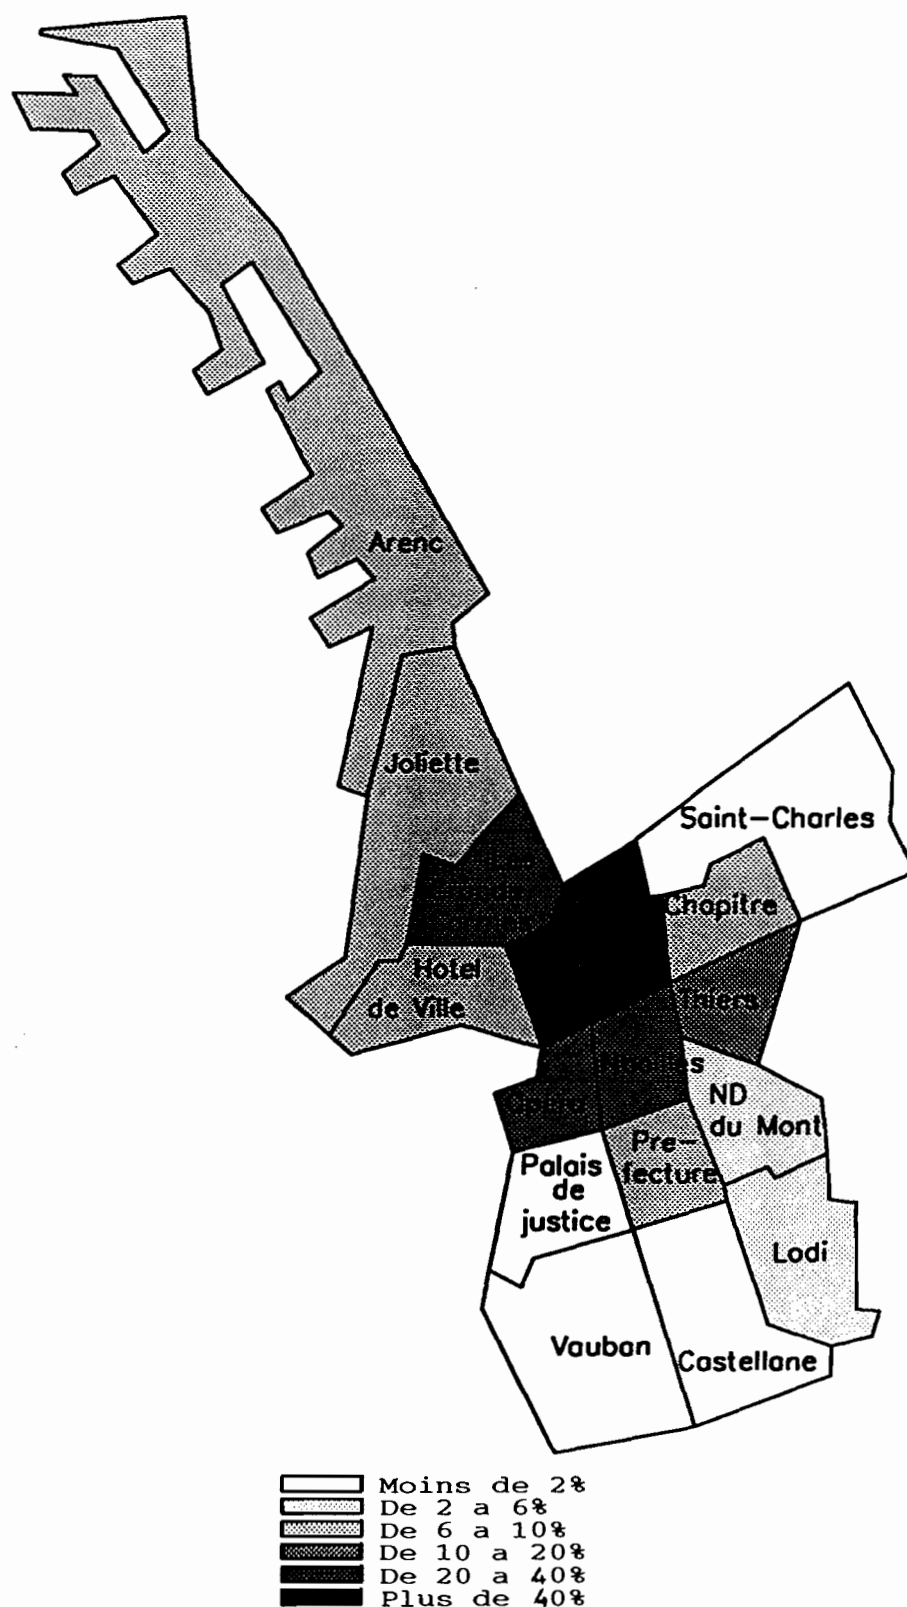 Arenc
Joliette
Saint-Charles
Chapitre
Hotel
de Ville
Thiers
Noailles
Opera
ND
du Mont
Pre-
fecture
Palais
de
justice
Lodi
Vauban
Castellane
Moins de 2%
De 2 a 6%
De 6 a 10%
De 10 a 20%
De 20 a 40%
Plus de 40%